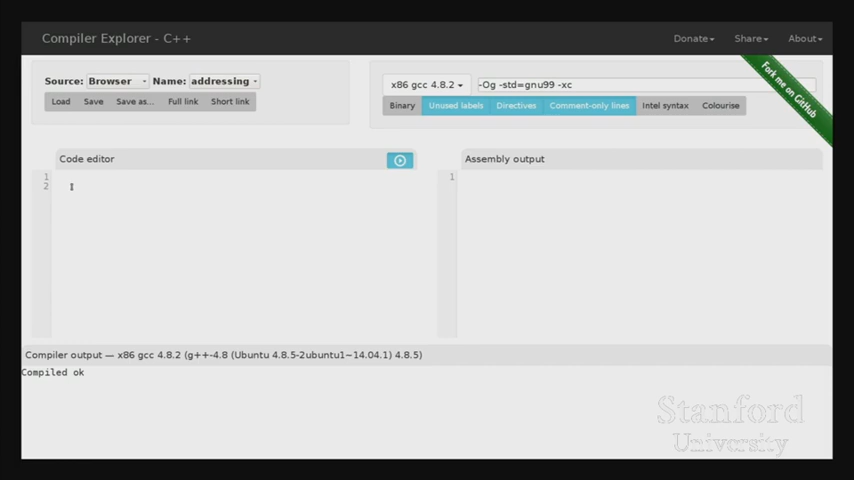 Compiler Explorer - C++
Donate
Share
About
Fork me on GitHub
Source: Browser Name: addressing
Load Save Save as... Full link Short link
x86 gcc 4.8.2 -Og -std=gnu99 -xc
Binary Unused labels Directives Comment-only lines Intel syntax Colourise
Code editor
1
2
Assembly output
1
Compiler output — x86 gcc 4.8.2 (g++-4.8 (Ubuntu 4.8.5-2ubuntu1~14.04.1) 4.8.5)
Compiled ok
Stanford
University